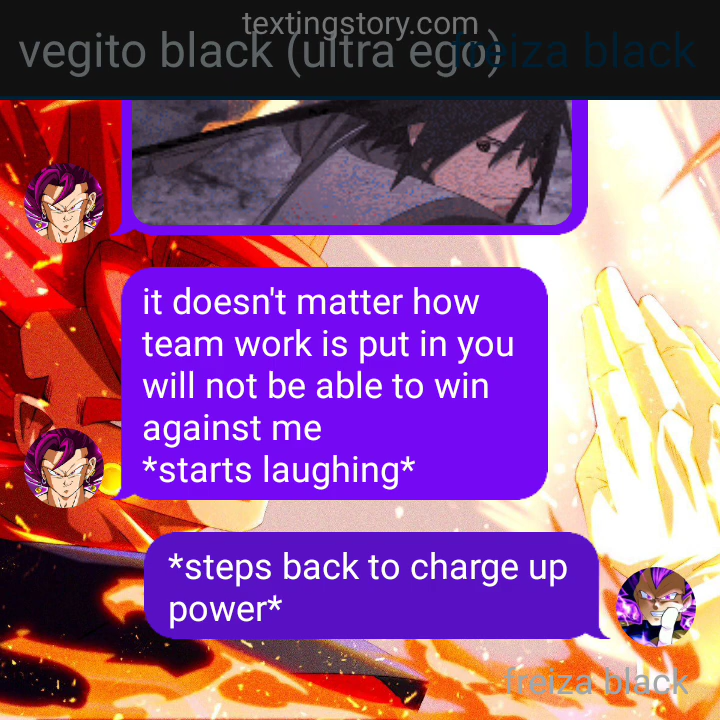 textingstory.com
vegito black (ultra ego)
freiza black
it doesn't matter how
team work is put in you
will not be able to win
against me
*starts laughing*
*steps back to charge up
power*
freiza black